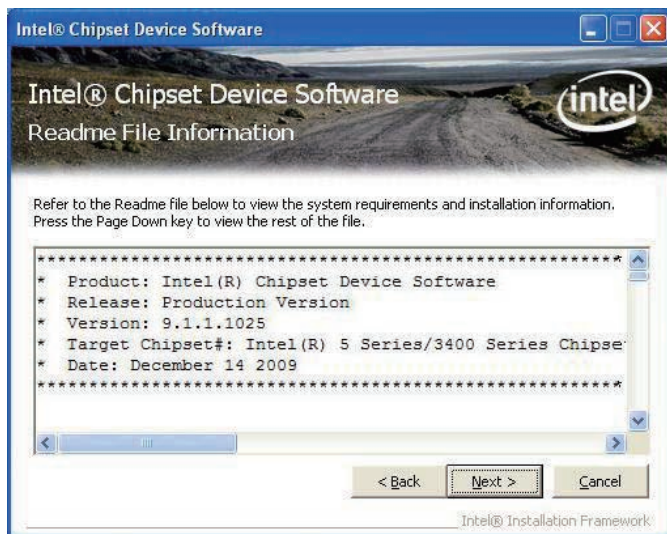 Intel® Chipset Device Software
Intel® Chipset Device Software
intel
Readme File Information
Refer to the Readme file below to view the system requirements and installation information.
Press the Page Down key to view the rest of the file.
************************************************************
* Product: Intel(R) Chipset Device Software
* Release: Production Version
* Version: 9.1.1.1025
* Target Chipset#: Intel(R) 5 Series/3400 Series Chipse
* Date: December 14 2009
************************************************************
< Back
Next >
Cancel
Intel® Installation Framework